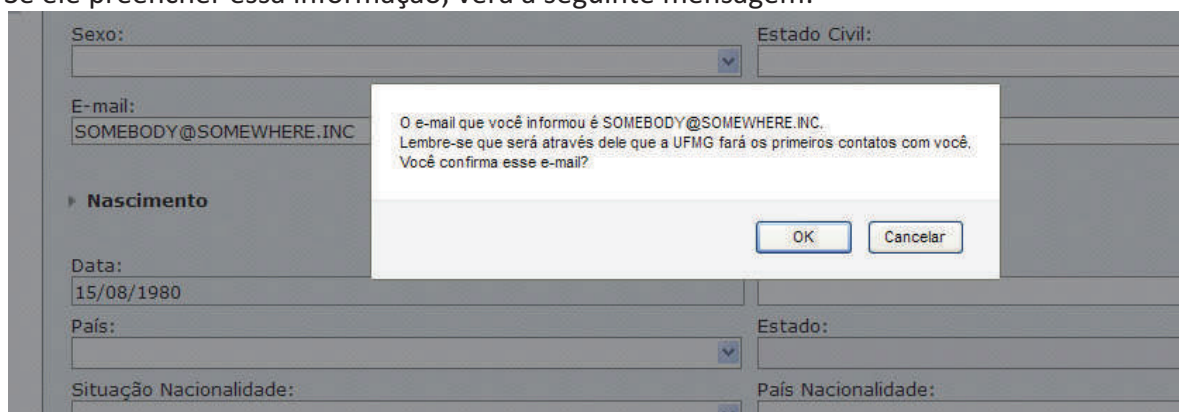 Se ele preencher essa informação, verá a seguinte mensagem:
Sexo:
Estado Civil:
E-mail:
SOMEBODY@SOMEWHERE.INC
O e-mail que você informou é SOMEBODY@SOMEWHERE.INC.
Lembre-se que será através dele que a UFMG fará os primeiros contatos com você.
Você confirma esse e-mail?
OK
Cancelar
Nascimento
Data:
15/08/1980
País:
Estado:
Situação Nacionalidade:
País Nacionalidade: